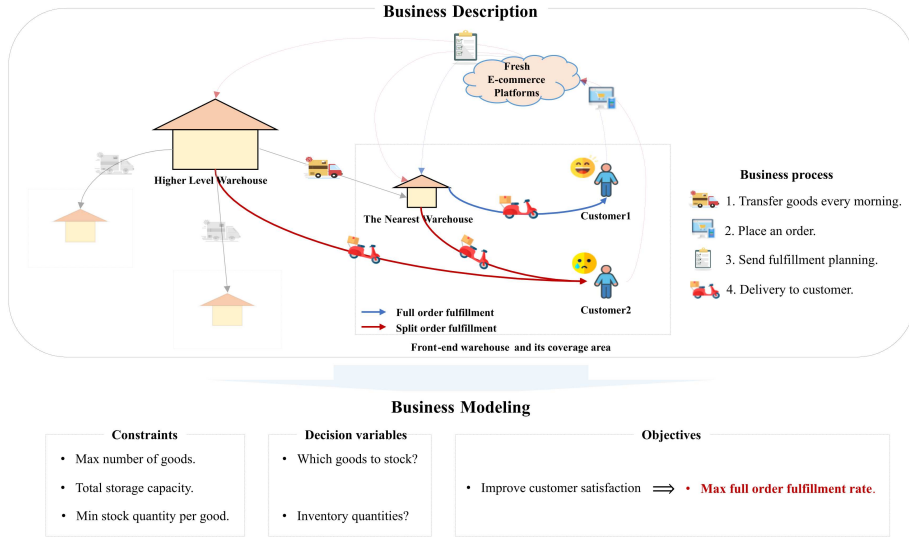 Business Description
Fresh
E-commerce
Platforms
Higher Level Warehouse
The Nearest Warehouse
Customer1
Customer2
Full order fulfillment
Split order fulfillment
Front-end warehouse and its coverage area
Business process
1. Transfer goods every morning.
2. Place an order.
3. Send fulfillment planning.
4. Delivery to customer.
Business Modeling
Constraints
• Max number of goods.
• Total storage capacity.
• Min stock quantity per good.
Decision variables
• Which goods to stock?
• Inventory quantities?
Objectives
• Improve customer satisfaction ⟹ • Max full order fulfillment rate.